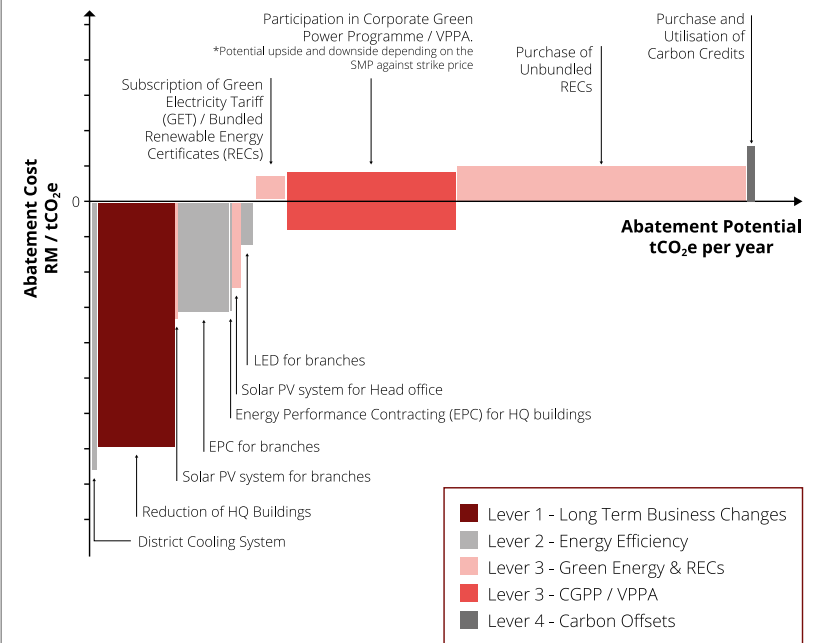 Participation in Corporate Green
Power Programme / VPPA.
*Potential upside and downside depending on the
SMP against strike price
Purchase and
Utilisation of
Carbon Credits
Purchase of
Unbundled
RECs
Subscription of Green
Electricity Tariff
(GET) / Bundled
Renewable Energy
Certificates (RECs)
Abatement Cost
RM / tCO₂e
0
Abatement Potential
tCO₂e per year
LED for branches
Solar PV system for Head office
Energy Performance Contracting (EPC) for HQ buildings
EPC for branches
Solar PV system for branches
Reduction of HQ Buildings
District Cooling System
Lever 1 - Long Term Business Changes
Lever 2 - Energy Efficiency
Lever 3 - Green Energy & RECs
Lever 3 - CGPP / VPPA
Lever 4 - Carbon Offsets